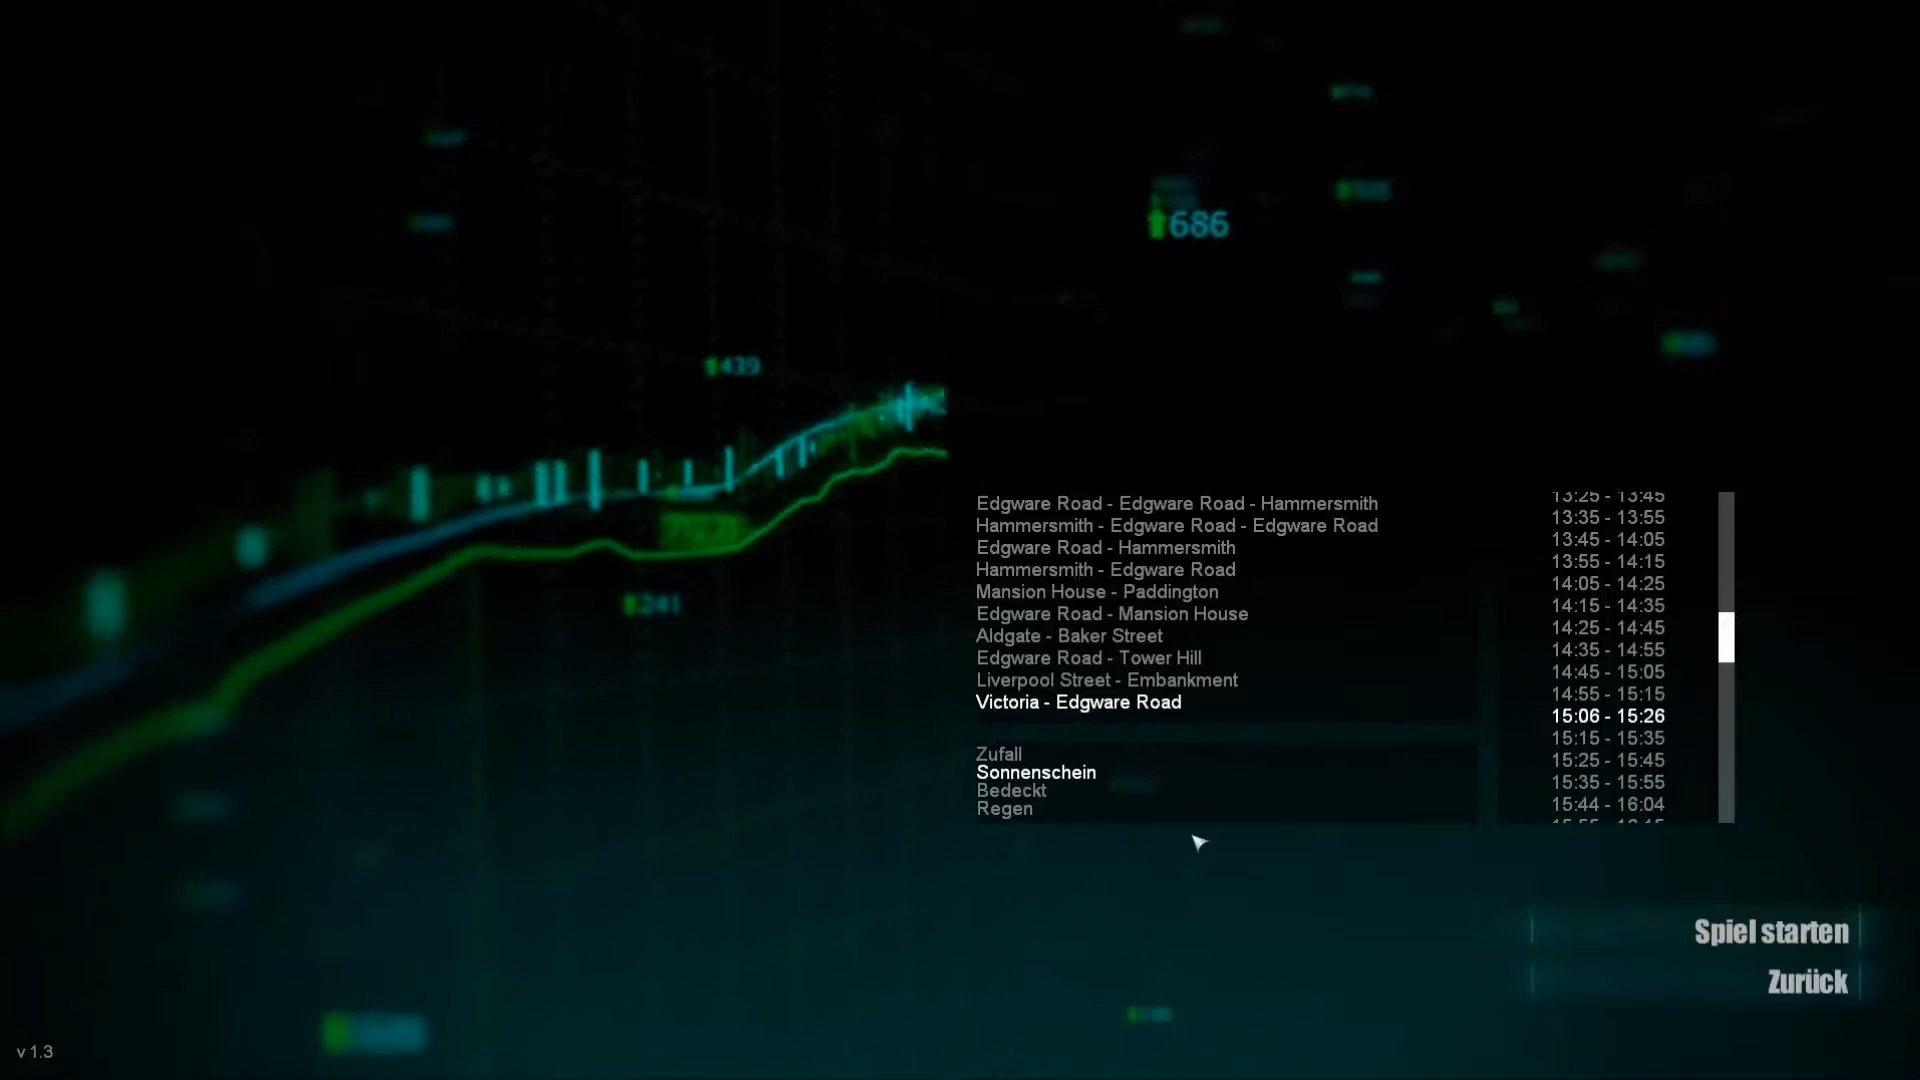 686
439
241
Edgware Road - Edgware Road - Hammersmith
Hammersmith - Edgware Road - Edgware Road
Edgware Road - Hammersmith
Hammersmith - Edgware Road
Mansion House - Paddington
Edgware Road - Mansion House
Aldgate - Baker Street
Edgware Road - Tower Hill
Liverpool Street - Embankment
Victoria - Edgware Road
Zufall
Sonnenschein
Bedeckt
Regen
13:25 - 13:45
13:35 - 13:55
13:45 - 14:05
13:55 - 14:15
14:05 - 14:25
14:15 - 14:35
14:25 - 14:45
14:35 - 14:55
14:45 - 15:05
14:55 - 15:15
15:06 - 15:26
15:15 - 15:35
15:25 - 15:45
15:35 - 15:55
15:44 - 16:04
Spiel starten
Zurück
v 1.3